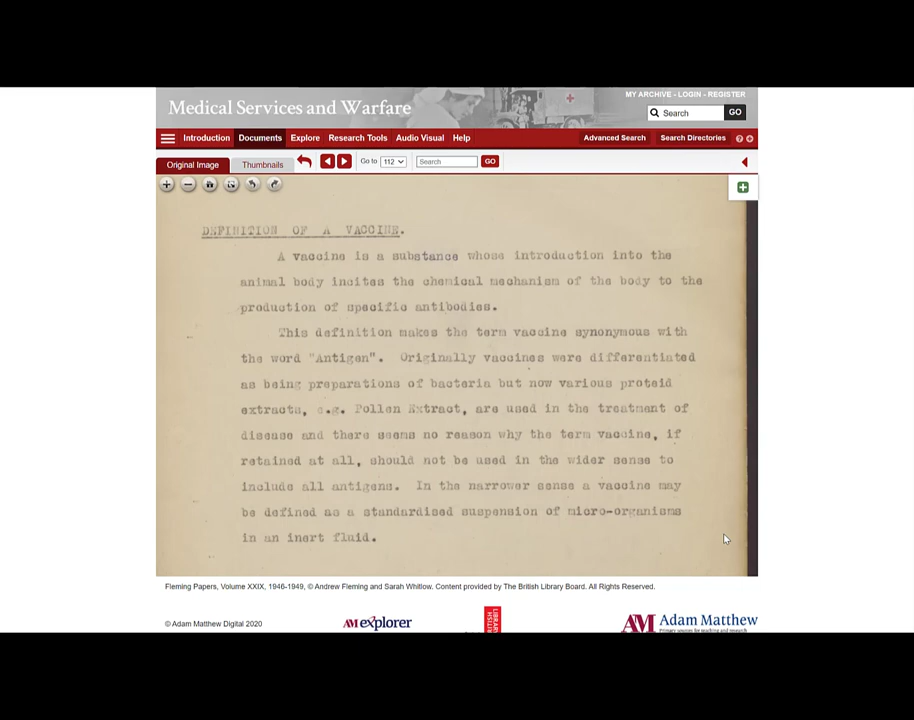 MY ARCHIVE - LOGIN - REGISTER
Medical Services and Warfare
Search GO
Introduction Documents Explore Research Tools Audio Visual Help Advanced Search Search Directories
Original Image Thumbnails Go to 112 Search GO
DEFINITION OF A VACCINE.
A vaccine is a substance whose introduction into the
animal body incites the chemical mechanism of the body to the
production of specific antibodies.
This definition makes the term vaccine synonymous with
the word "Antigen". Originally vaccines were differentiated
as being preparations of bacteria but now various proteid
extracts, e.g. Pollen Extract, are used in the treatment of
disease and there seems no reason why the term vaccine, if
retained at all, should not be used in the wider sense to
include all antigens. In the narrower sense a vaccine may
be defined as a standardised suspension of micro-organisms
in an inert fluid.
Fleming Papers, Volume XXIX, 1946-1949, © Andrew Fleming and Sarah Whitlow. Content provided by The British Library Board. All Rights Reserved.
© Adam Matthew Digital 2020 AM explorer AM Adam Matthew
Primary sources for teaching and research